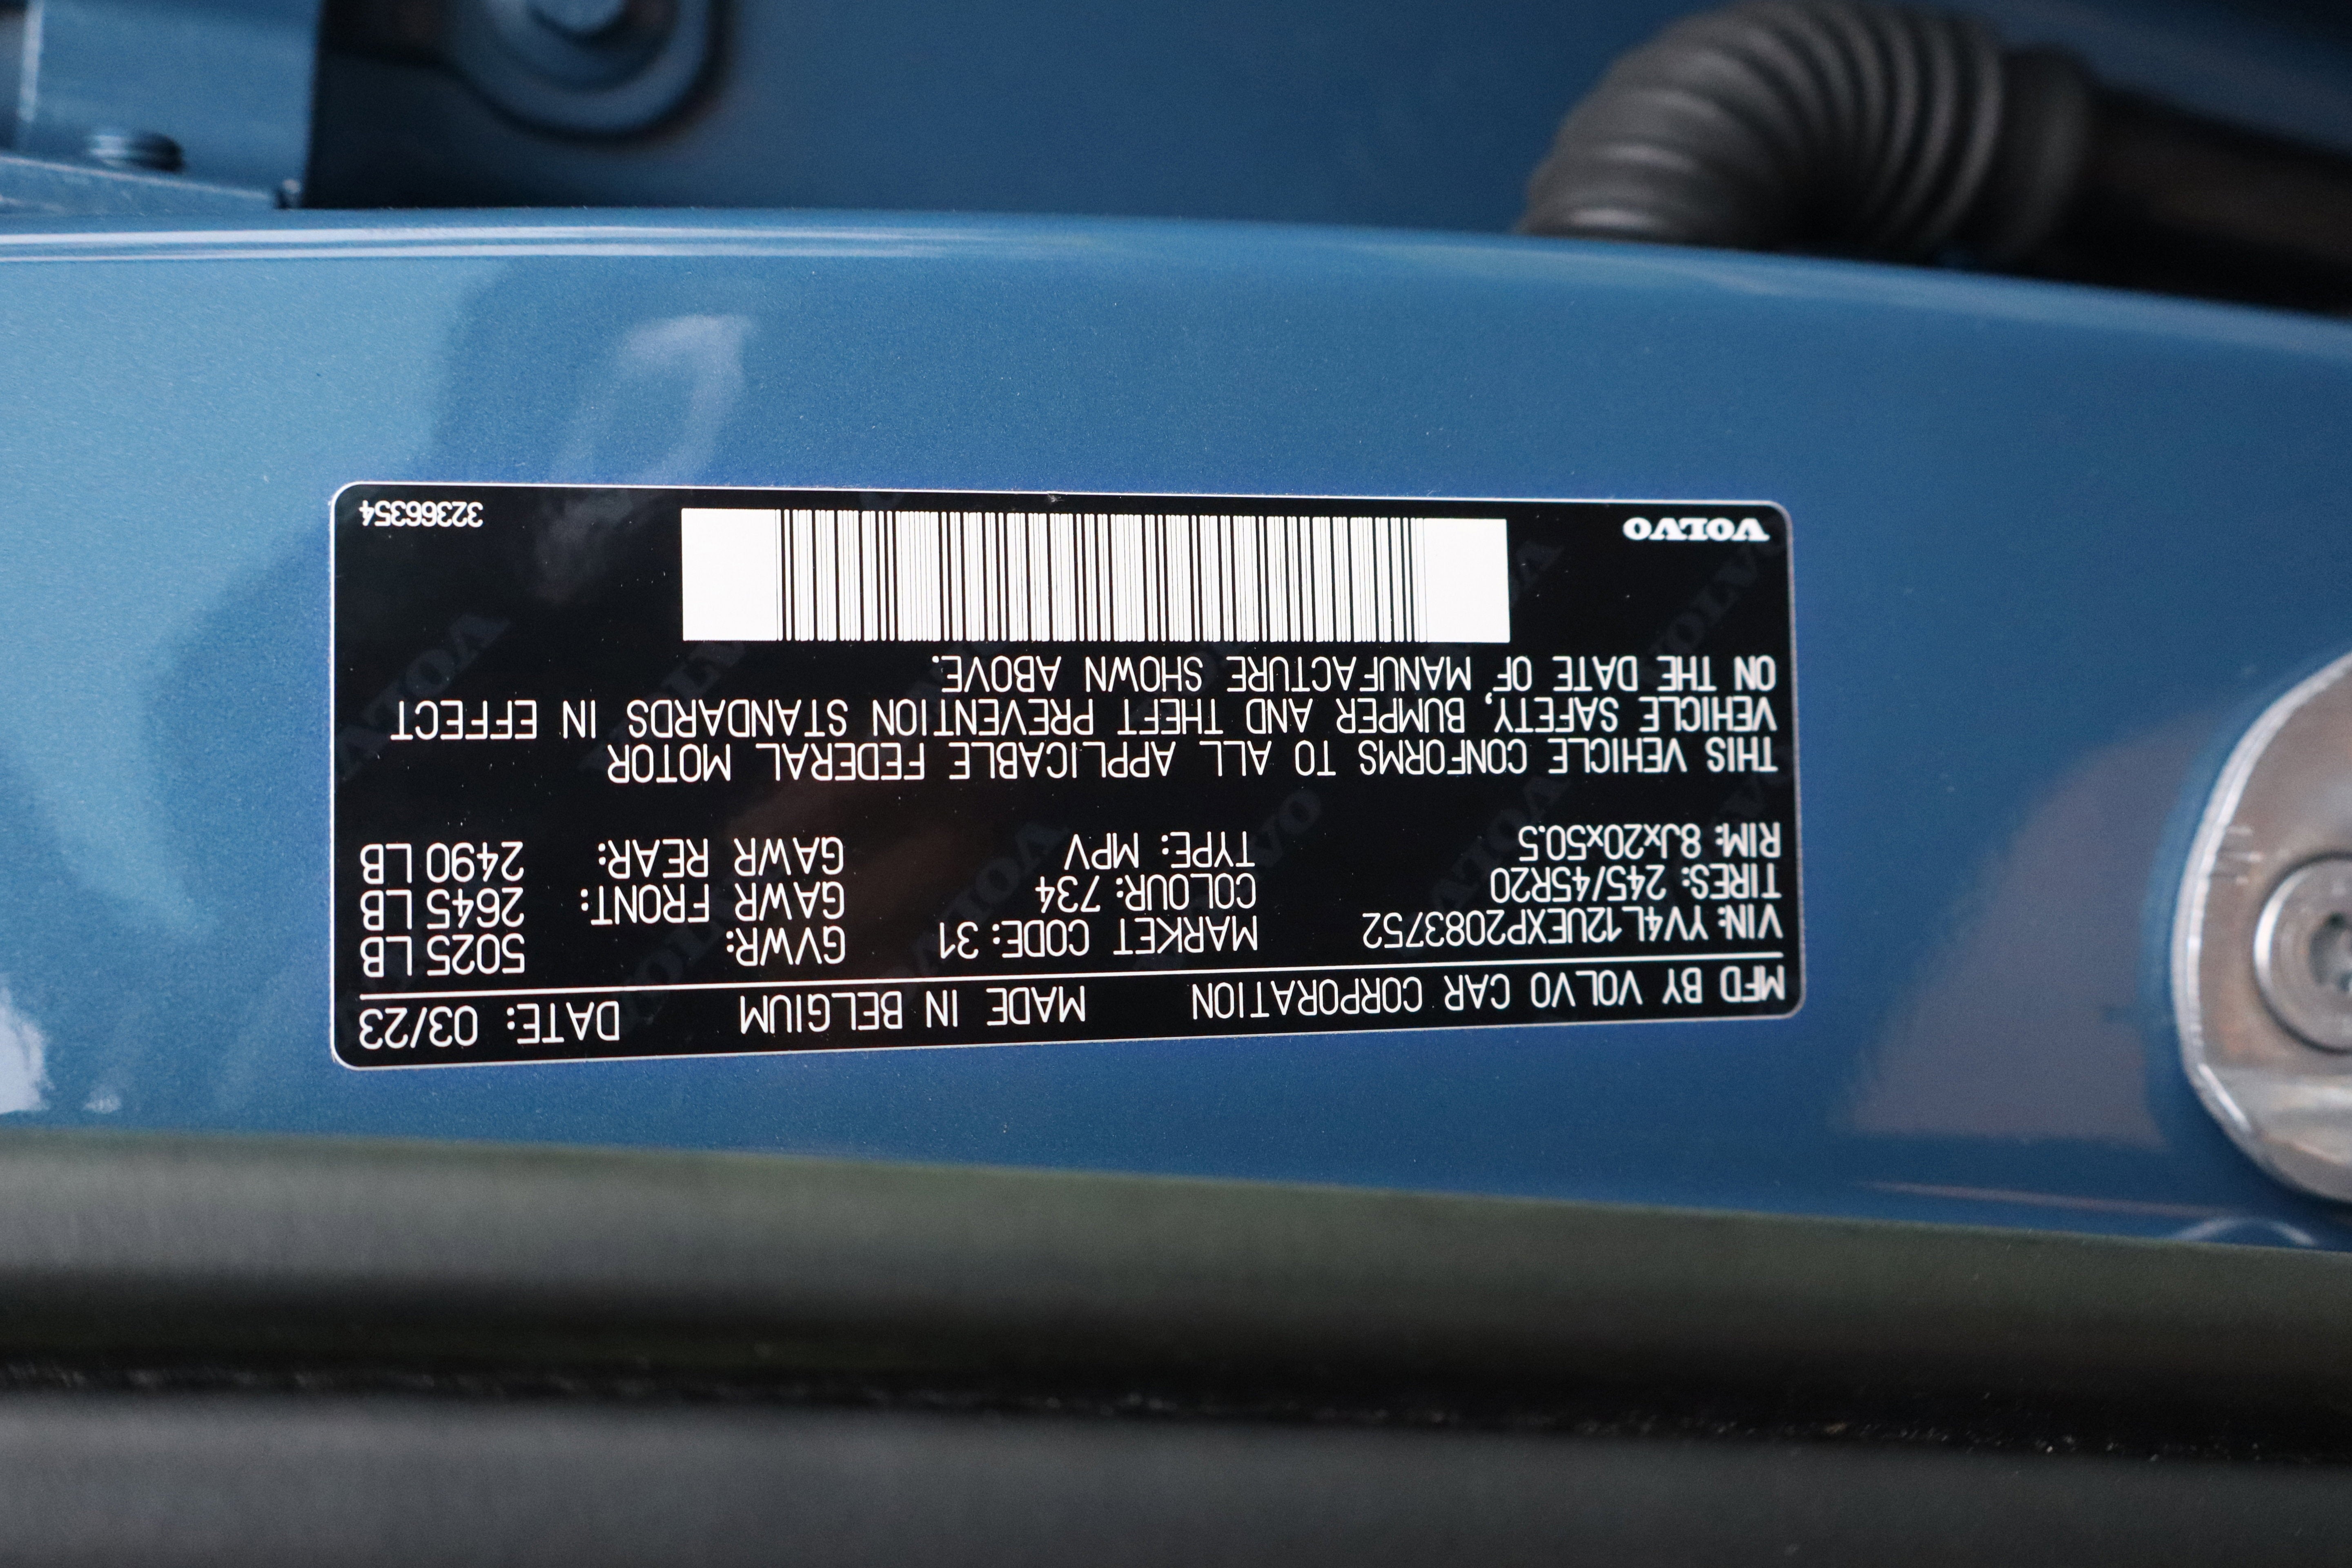 MFD BY VOLVO CAR CORPORATION MADE IN BELGIUM DATE: 03/23
VIN: YV4L12UEXP2083752 MARKET CODE: 31 GVWR: 5025 LB
TIRES: 245/45R20 COLOUR: 734 GAWR FRONT: 2645 LB
RIM: 8Jx20x50.5 TYPE: MPV GAWR REAR: 2490 LB
THIS VEHICLE CONFORMS TO ALL APPLICABLE FEDERAL MOTOR
VEHICLE SAFETY, BUMPER AND THEFT PREVENTION STANDARDS IN EFFECT
ON THE DATE OF MANUFACTURE SHOWN ABOVE.
VOLVO 32366354